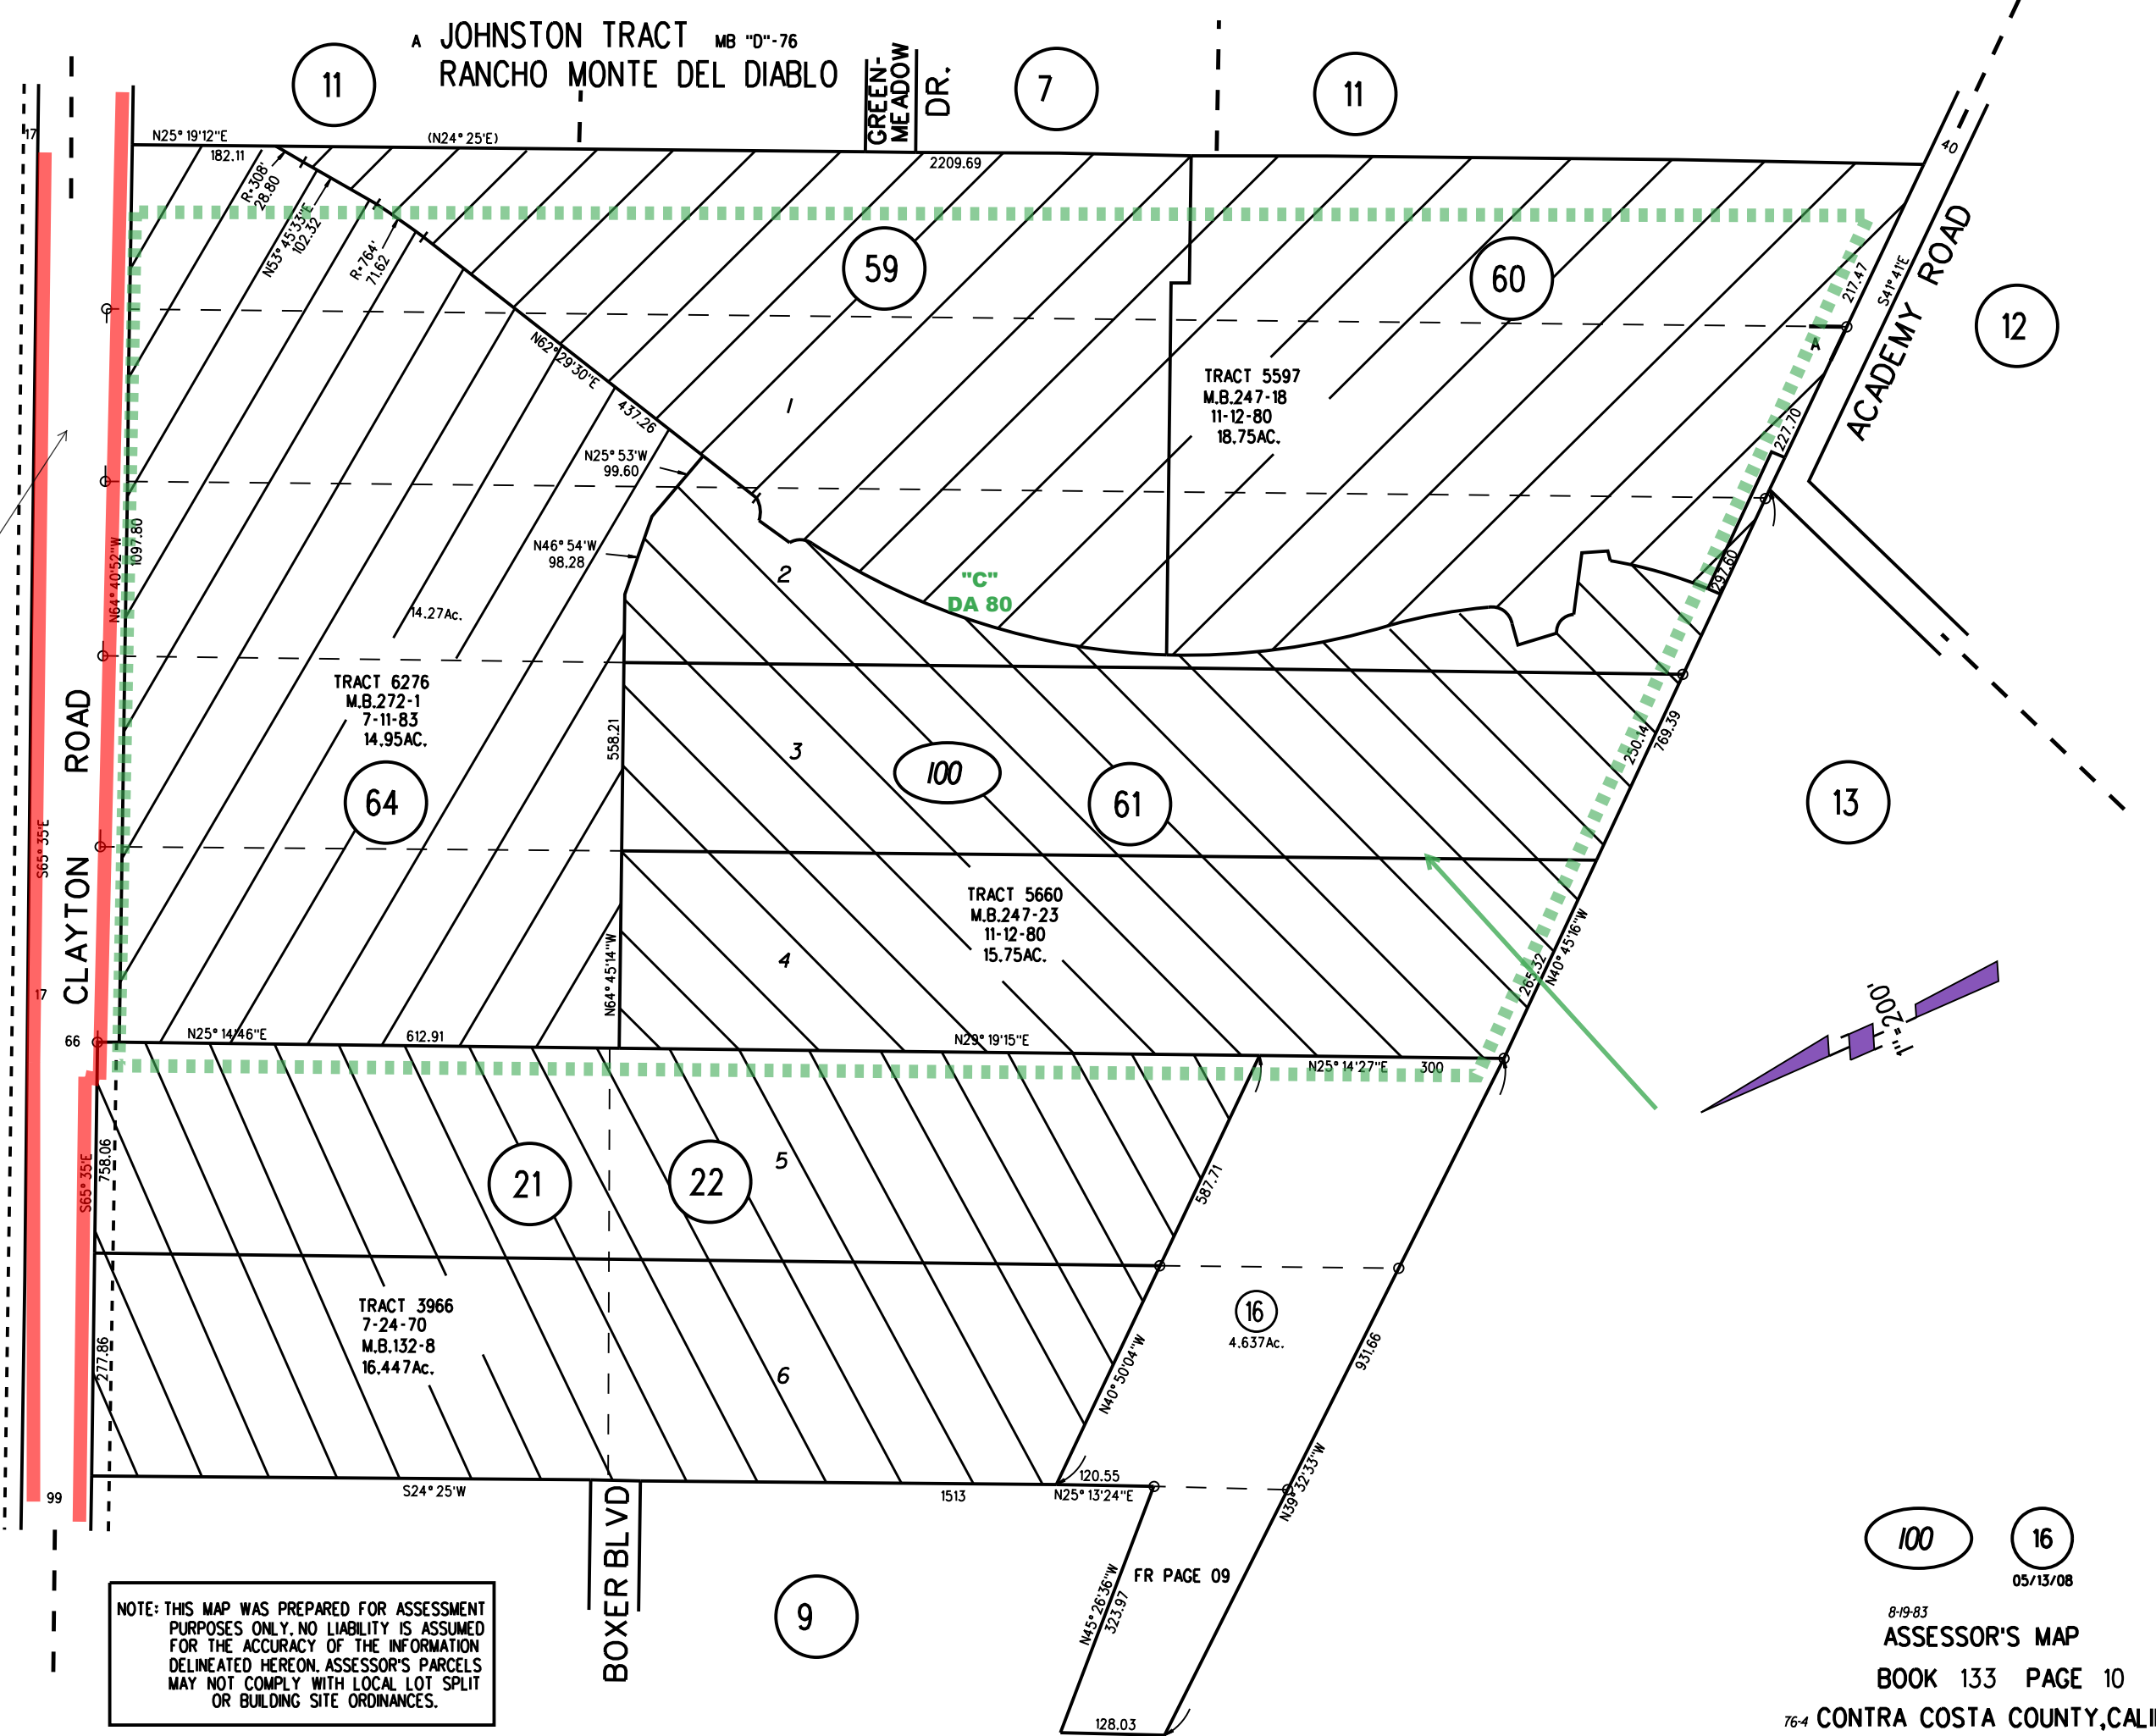 A JOHNSTON TRACT MB "D"-76
RANCHO MONTE DEL DIABLO
11
GREEN-
MEADOW
DR.
7
11
17
N25°19'12"E
182.11
(N24°25'E)
2209.69
40
R=308'
28.80
N53°45'33"E
102.32
R=764'
71.62
59
60
217.47
S41°41'E
ACADEMY ROAD
12
A
N62°29'30"E
437.26
1
TRACT 5597
M.B.247-18
11-12-80
18.75AC.
227.70
N25°53'W
99.60
N46°54'W
98.28
N64°40'52"W
1097.80
2
"C"
DA 80
297.60
14.27Ac.
TRACT 6276
M.B.272-1
7-11-83
14.95AC.
CLAYTON ROAD
558.21
3
100
61
250.14
769.39
64
13
S65°35'E
TRACT 5660
M.B.247-23
11-12-80
15.75AC.
N64°45'14"W
4
265.32
N40°45'16"W
17
1"=200'
66
N25°14'46"E
612.91
N29°19'15"E
N25°14'27"E
300
S65°35'E
758.06
21
22
5
587.71
TRACT 3966
7-24-70
M.B.132-8
16.447Ac.
16
4.637Ac.
277.86
6
N40°50'04"W
931.66
99
S24°25'W
1513
120.55
N25°13'24"E
N39°32'33"W
BOXER BLVD
9
N45°26'36"W
323.97
FR PAGE 09
128.03
NOTE: THIS MAP WAS PREPARED FOR ASSESSMENT
PURPOSES ONLY. NO LIABILITY IS ASSUMED
FOR THE ACCURACY OF THE INFORMATION
DELINEATED HEREON. ASSESSOR'S PARCELS
MAY NOT COMPLY WITH LOCAL LOT SPLIT
OR BUILDING SITE ORDINANCES.
100
16
05/13/08
8-19-83
ASSESSOR'S MAP
BOOK 133 PAGE 10
76-4 CONTRA COSTA COUNTY, CALI